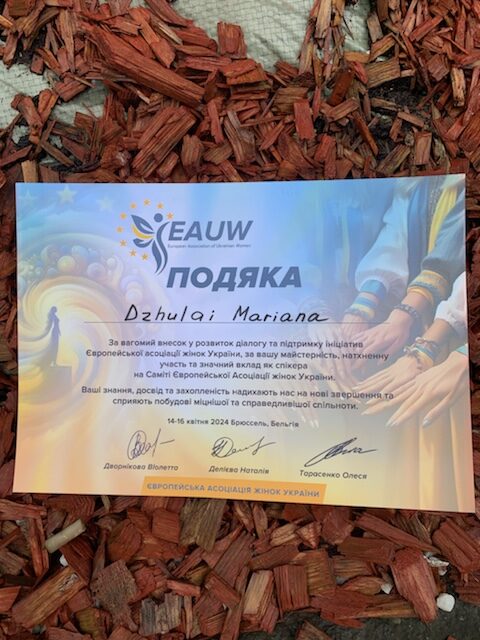 EAUW
European Association of Ukrainian Women
ПОДЯКА
Dzhulai Mariana
За вагомий внесок у розвиток діалогу та підтримку ініціатив
Європейської асоціації жінок України, за вашу майстерність, натхненну
участь та значний вклад як спікера
на Саміті Європейської Асоціації жінок України.
Ваші знання, досвід та захопленість надихають нас на нові звершення та
сприяють побудові міцнішої та справедливішої спільноти.
14-16 квітня 2024 Брюссель, Бельгія
Дворнікова Віолетта Делієва Наталія Тарасенко Олеся
ЄВРОПЕЙСЬКА АСОЦІАЦІЯ ЖІНОК УКРАЇНИ